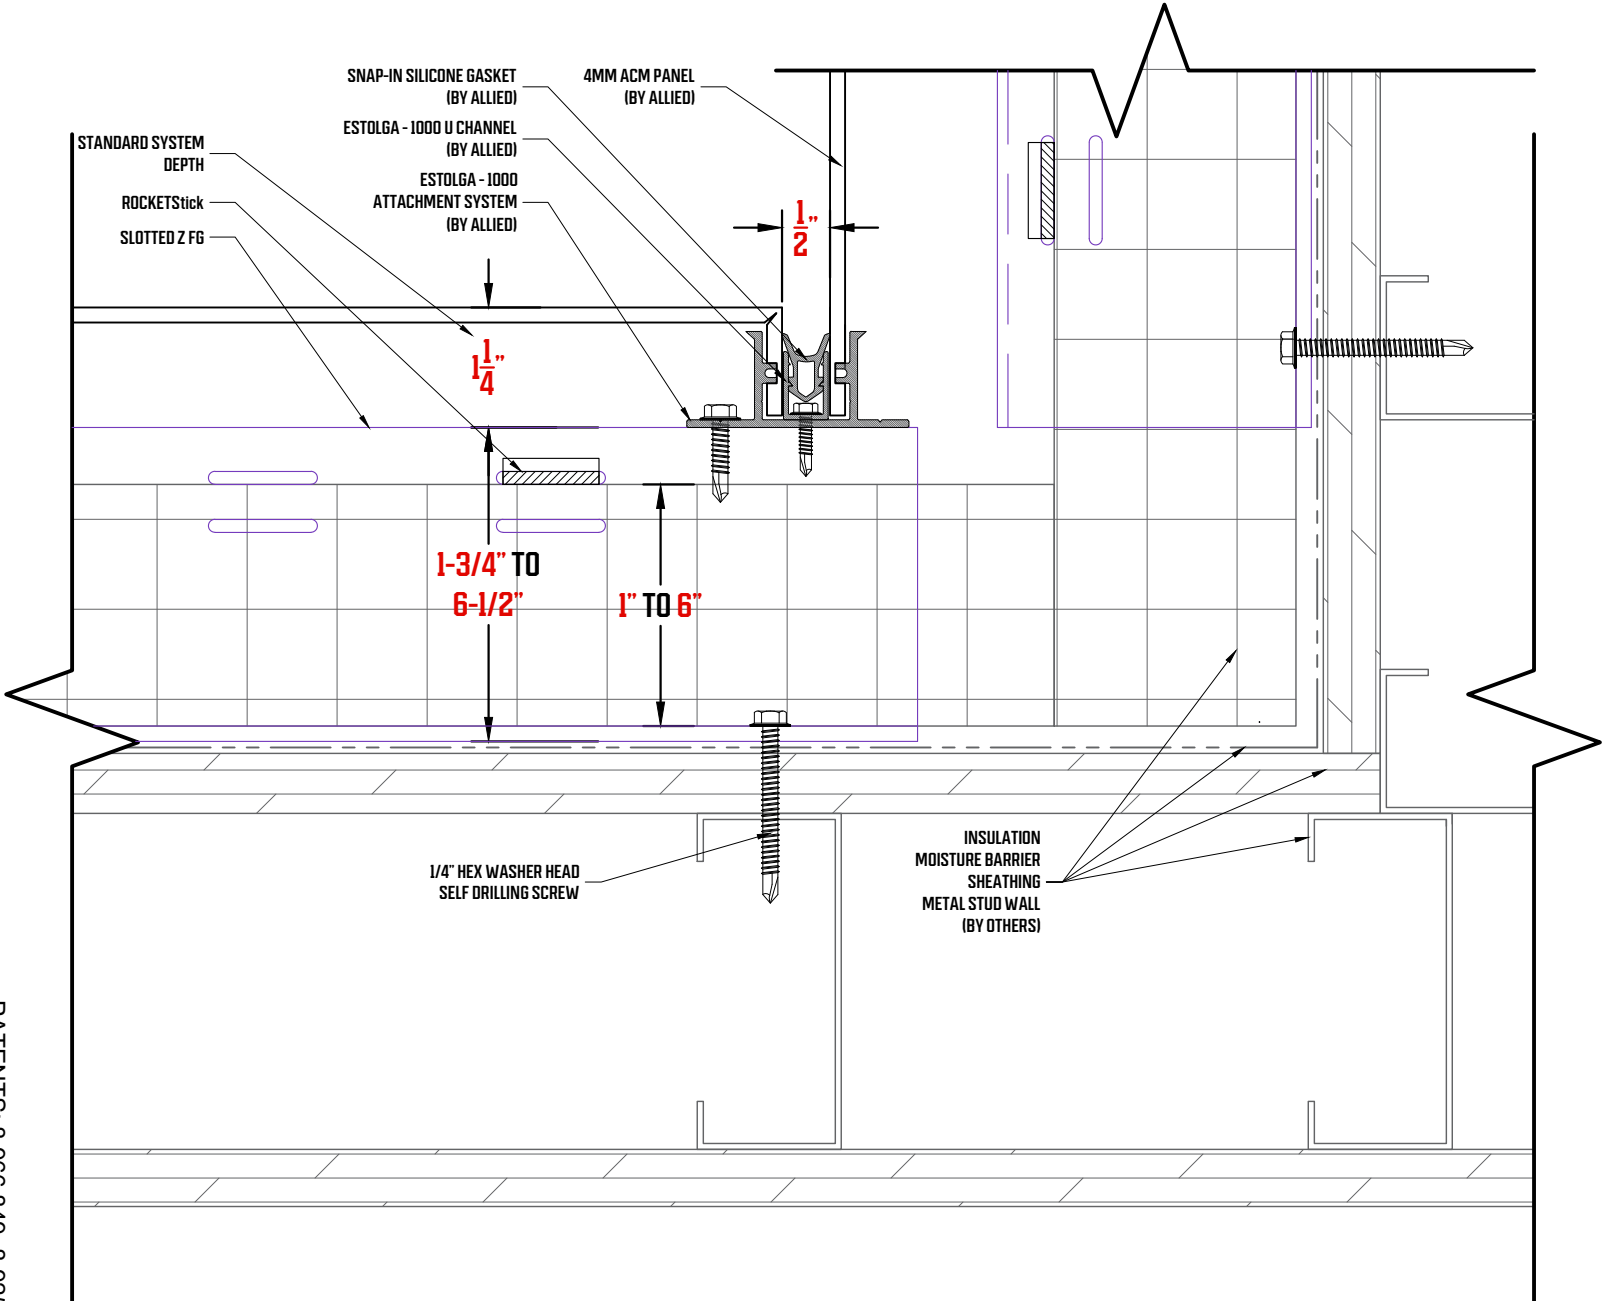 SNAP-IN SILICONE GASKET
(BY ALLIED)
4MM ACM PANEL
(BY ALLIED)
ESTOLGA - 1000 U CHANNEL
(BY ALLIED)
STANDARD SYSTEM
DEPTH
ESTOLGA - 1000
ATTACHMENT SYSTEM
(BY ALLIED)
ROCKETStick
SLOTTED Z FG
1/2"
1 1/4"
1-3/4" TO
6-1/2"
1" TO 6"
1/4" HEX WASHER HEAD
SELF DRILLING SCREW
INSULATION
MOISTURE BARRIER
SHEATHING
METAL STUD WALL
(BY OTHERS)